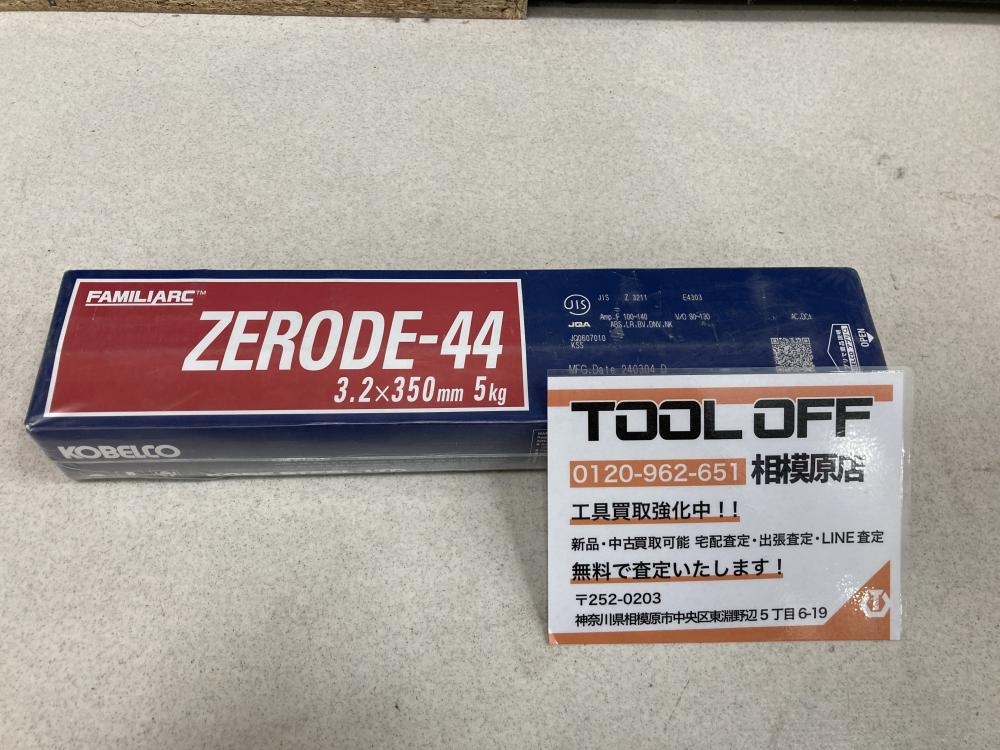 FAMILIARC™
ZERODE-44
3.2×350mm 5kg
KOBELCO
JIS
JQA
JIS Z 3211 E4303
Amp.F 100-140 V/O 80-130 AC,DC±
ABS,LR,BV,DNV,NK
JQ0607010
KSS
MFG.Date 240304 D
OPEN
TOOL OFF
0120-962-651 相模原店
工具買取強化中！！
新品・中古買取可能 宅配査定・出張査定・LINE査定
無料で査定いたします！
〒252-0203
神奈川県相模原市中央区東淵野辺5丁目6-19